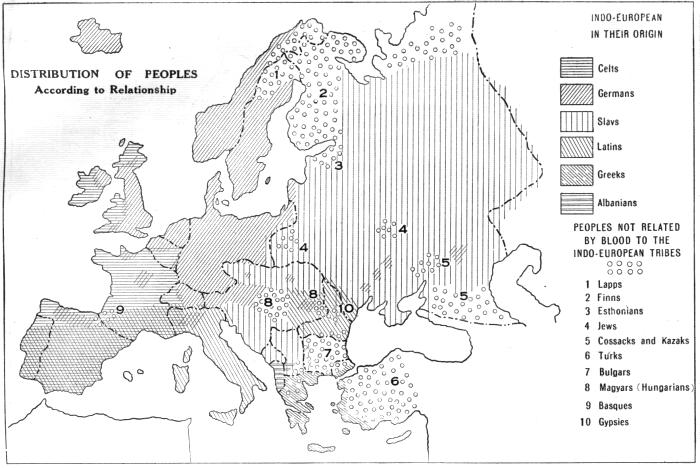 DISTRIBUTION OF PEOPLES
According to Relationship
INDO-EUROPEAN
IN THEIR ORIGIN
Celts
Germans
Slavs
Latins
Greeks
Albanians
PEOPLES NOT RELATED
BY BLOOD TO THE
INDO-EUROPEAN TRIBES
1 Lapps
2 Finns
3 Esthonians
4 Jews
5 Cossacks and Kazaks
6 Turks
7 Bulgars
8 Magyars (Hungarians)
9 Basques
10 Gypsies
1
2
3
4
4
5
5
9
8
8
10
7
6